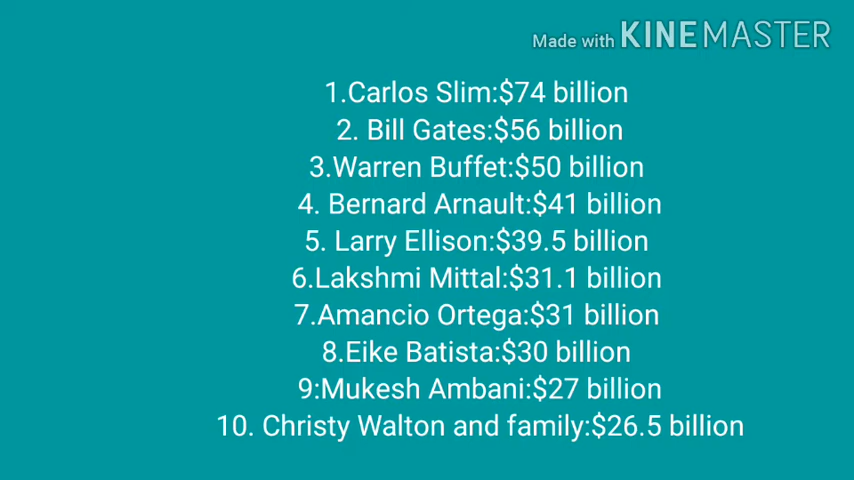 Made with KINEMASTER
1.Carlos Slim:$74 billion
2. Bill Gates:$56 billion
3.Warren Buffet:$50 billion
4. Bernard Arnault:$41 billion
5. Larry Ellison:$39.5 billion
6.Lakshmi Mittal:$31.1 billion
7.Amancio Ortega:$31 billion
8.Eike Batista:$30 billion
9:Mukesh Ambani:$27 billion
10. Christy Walton and family:$26.5 billion